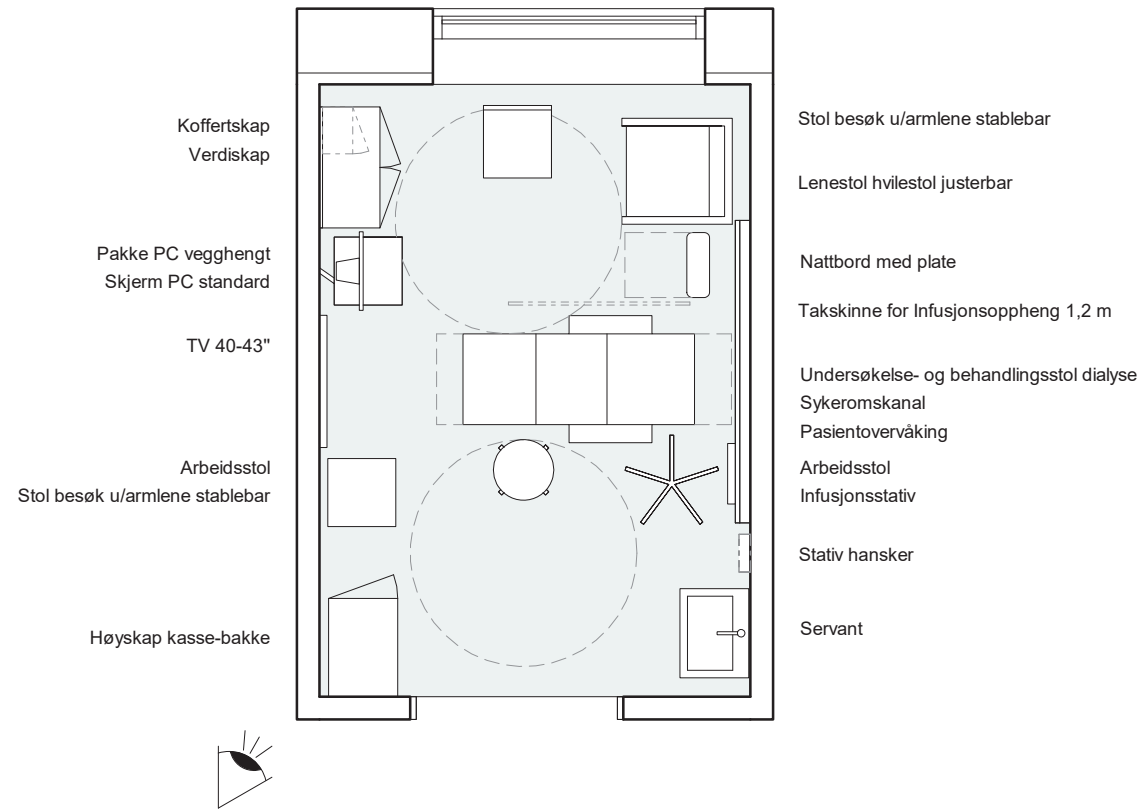 Koffertskap
Verdiskap
Pakke PC vegghengt
Skjerm PC standard
TV 40-43"
Arbeidsstol
Stol besøk u/armlene stablebar
Høyskap kasse-bakke
Stol besøk u/armlene stablebar
Lenestol hvilestol justerbar
Nattbord med plate
Takskinne for Infusjonsoppheng 1,2 m
Undersøkelse- og behandlingsstol dialyse
Sykeromskanal
Pasientovervåking
Arbeidsstol
Infusjonsstativ
Stativ hansker
Servant